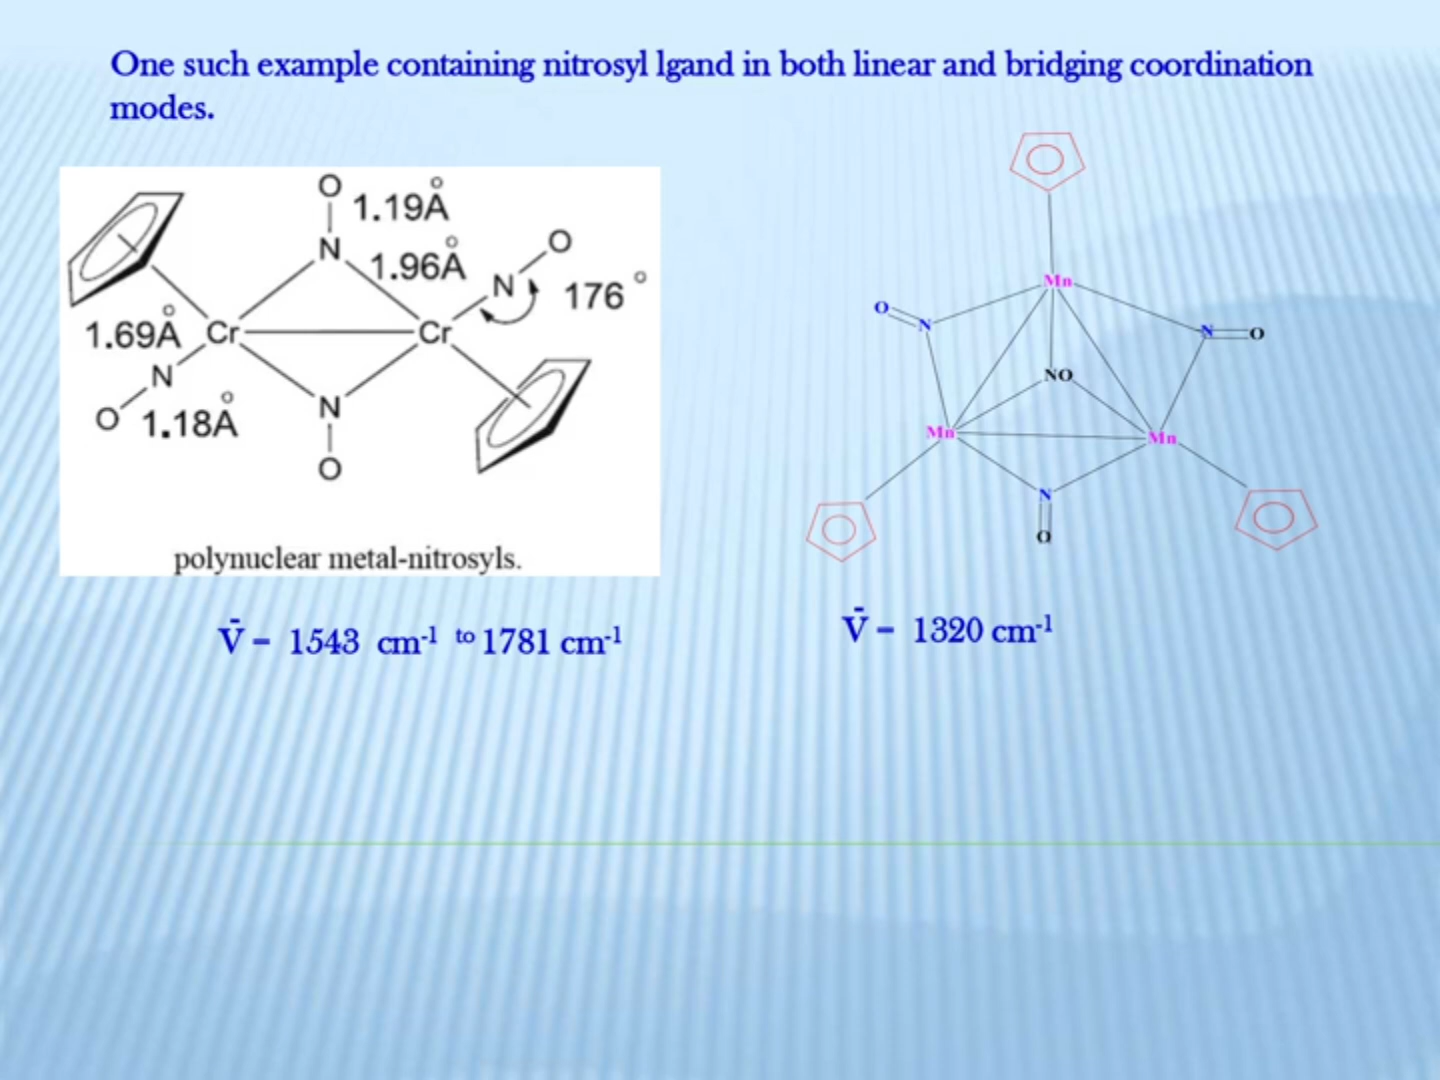 One such example containing nitrosyl lgand in both linear and bridging coordination
modes.
O
1.19Å
N
1.96Å
O
N
176°
1.69Å
Cr
Cr
N
O
1.18Å
N
O
polynuclear metal-nitrosyls.
V̄ = 1543 cm⁻¹ to 1781 cm⁻¹
Mn
O
N
N
O
NO
Mn
Mn
N
O
V̄ = 1320 cm⁻¹